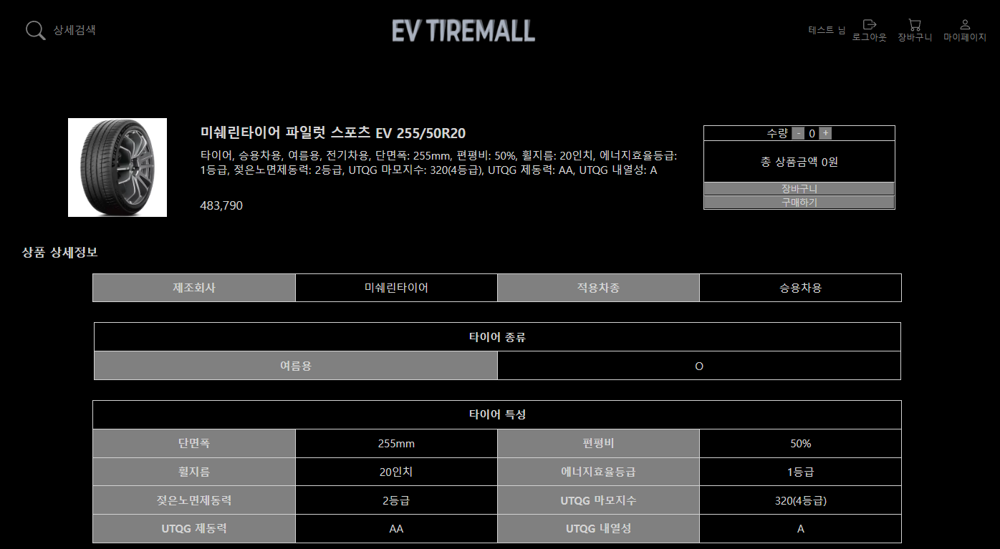 상세검색
EV TIREMALL
테스트 님
로그아웃
장바구니
마이페이지
미쉐린타이어 파일럿 스포츠 EV 255/50R20
타이어, 승용차용, 여름용, 전기차용, 단면폭: 255mm, 편평비: 50%, 휠지름: 20인치, 에너지효율등급:
1등급, 젖은노면제동력: 2등급, UTQG 마모지수: 320(4등급), UTQG 제동력: AA, UTQG 내열성: A
483,790
수량 - 0 +
총 상품금액 0원
장바구니
구매하기
상품 상세정보
제조회사 미쉐린타이어 적용차종 승용차용
타이어 종류
여름용 O
타이어 특성
단면폭 255mm 편평비 50%
휠지름 20인치 에너지효율등급 1등급
젖은노면제동력 2등급 UTQG 마모지수 320(4등급)
UTQG 제동력 AA UTQG 내열성 A